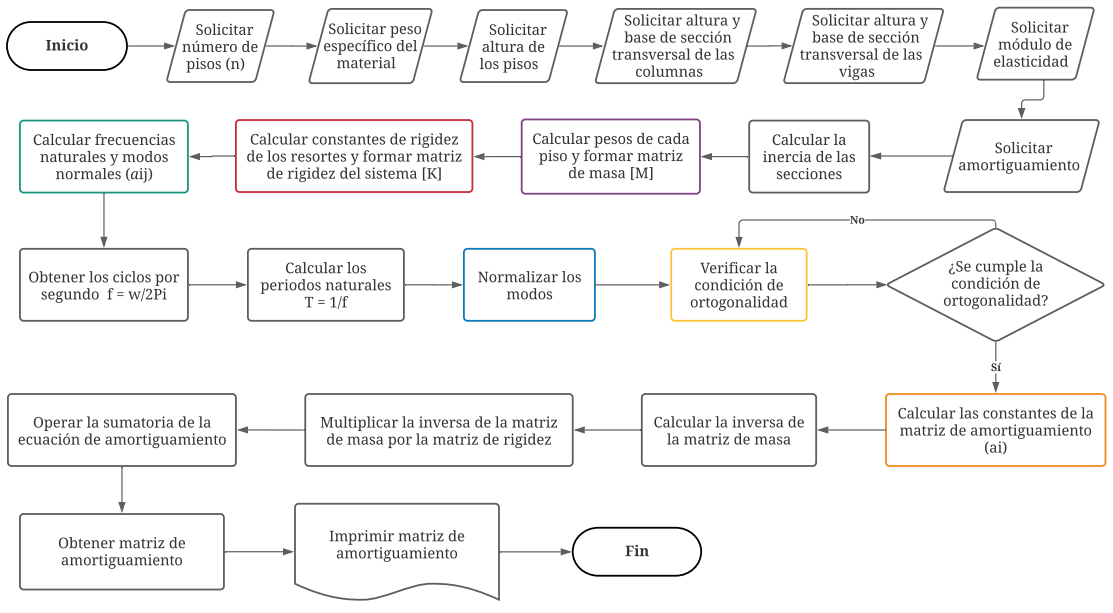 Inicio
Solicitar
número de
pisos (n)
Solicitar peso
específico del
material
Solicitar
altura de
los pisos
Solicitar altura y
base de sección
transversal de las
columnas
Solicitar altura y
base de sección
transversal de las
vigas
Solicitar
módulo de
elasticidad
Solicitar
amortiguamiento
Calcular la
inercia de las
secciones
Calcular pesos de cada
piso y formar matriz
de masa [M]
Calcular constantes de rigidez
de los resortes y formar matriz
de rigidez del sistema [K]
Calcular frecuencias
naturales y modos
normales (aij)
Obtener los ciclos por
segundo f = w/2Pi
Calcular los
periodos naturales
T = 1/f
Normalizar los
modos
Verificar la
condición de
ortogonalidad
No
¿Se cumple la
condición de
ortogonalidad?
Sí
Calcular las constantes de la
matriz de amortiguamiento
(ai)
Calcular la inversa de
la matriz de masa
Multiplicar la inversa de la matriz
de masa por la matriz de rigidez
Operar la sumatoria de la
ecuación de amortiguamiento
Obtener matriz de
amortiguamiento
Imprimir matriz de
amortiguamiento
Fin